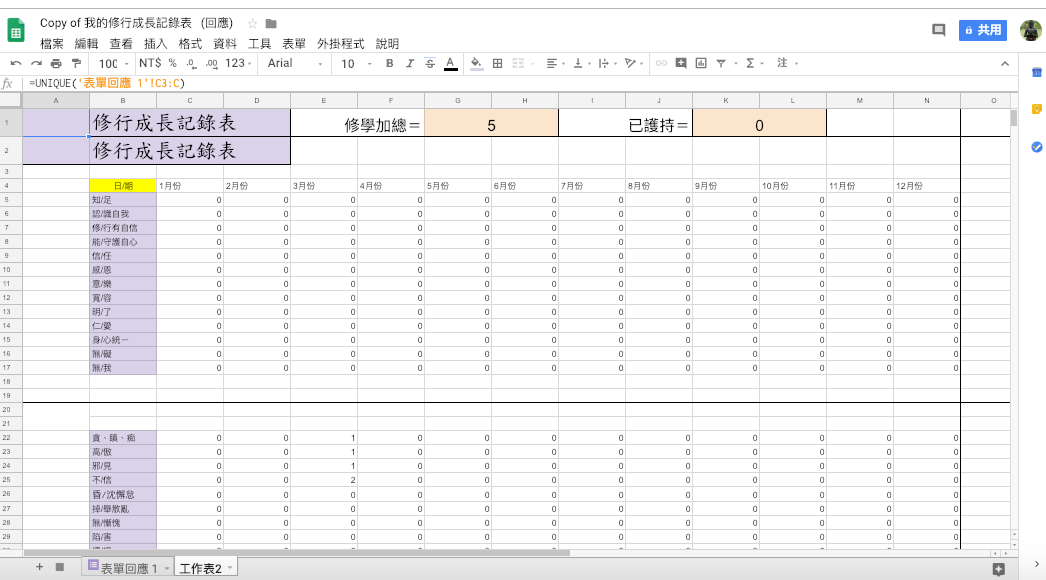 Copy of 我的修行成長記錄表 (回應)
共用
檔案 編輯 查看 插入 格式 資料 工具 表單 外掛程式 說明
100 NT$ % .0 .00 123 Arial 10 B I S A 注
fx =UNIQUE('表單回應 1'!C3:C)
A B C D E F G H I J K L M N O
1 修行成長記錄表 修學加總＝ 5 已護持＝ 0
2 修行成長記錄表
3
4 日/期 1月份 2月份 3月份 4月份 5月份 6月份 7月份 8月份 9月份 10月份 11月份 12月份
5 知/足 0 0 0 0 0 0 0 0 0 0 0 0
6 認/識自我 0 0 0 0 0 0 0 0 0 0 0 0
7 修/行有自信 0 0 0 0 0 0 0 0 0 0 0 0
8 能/守護自心 0 0 0 0 0 0 0 0 0 0 0 0
9 信/任 0 0 0 0 0 0 0 0 0 0 0 0
10 感/恩 0 0 0 0 0 0 0 0 0 0 0 0
11 意/樂 0 0 0 0 0 0 0 0 0 0 0 0
12 寬/容 0 0 0 0 0 0 0 0 0 0 0 0
13 明/了 0 0 0 0 0 0 0 0 0 0 0 0
14 仁/愛 0 0 0 0 0 0 0 0 0 0 0 0
15 身/心統一 0 0 0 0 0 0 0 0 0 0 0 0
16 無/礙 0 0 0 0 0 0 0 0 0 0 0 0
17 無/我 0 0 0 0 0 0 0 0 0 0 0 0
18
19
20
21
22 貪、瞋、痴 0 0 1 0 0 0 0 0 0 0 0 0
23 高/傲 0 0 1 0 0 0 0 0 0 0 0 0
24 邪/見 0 0 1 0 0 0 0 0 0 0 0 0
25 不/信 0 0 2 0 0 0 0 0 0 0 0 0
26 昏/沈懈怠 0 0 0 0 0 0 0 0 0 0 0 0
27 掉/舉散亂 0 0 0 0 0 0 0 0 0 0 0 0
28 無/慚愧 0 0 0 0 0 0 0 0 0 0 0 0
29 陷/害 0 0 0 0 0 0 0 0 0 0 0 0
表單回應 1 工作表2